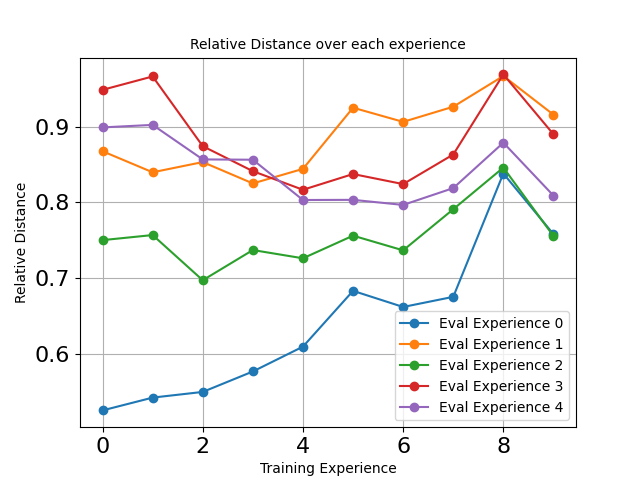 Relative Distance over each experience
Relative Distance
0.9
0.8
0.7
0.6
0 2 4 6 8
Training Experience
Eval Experience 0
Eval Experience 1
Eval Experience 2
Eval Experience 3
Eval Experience 4